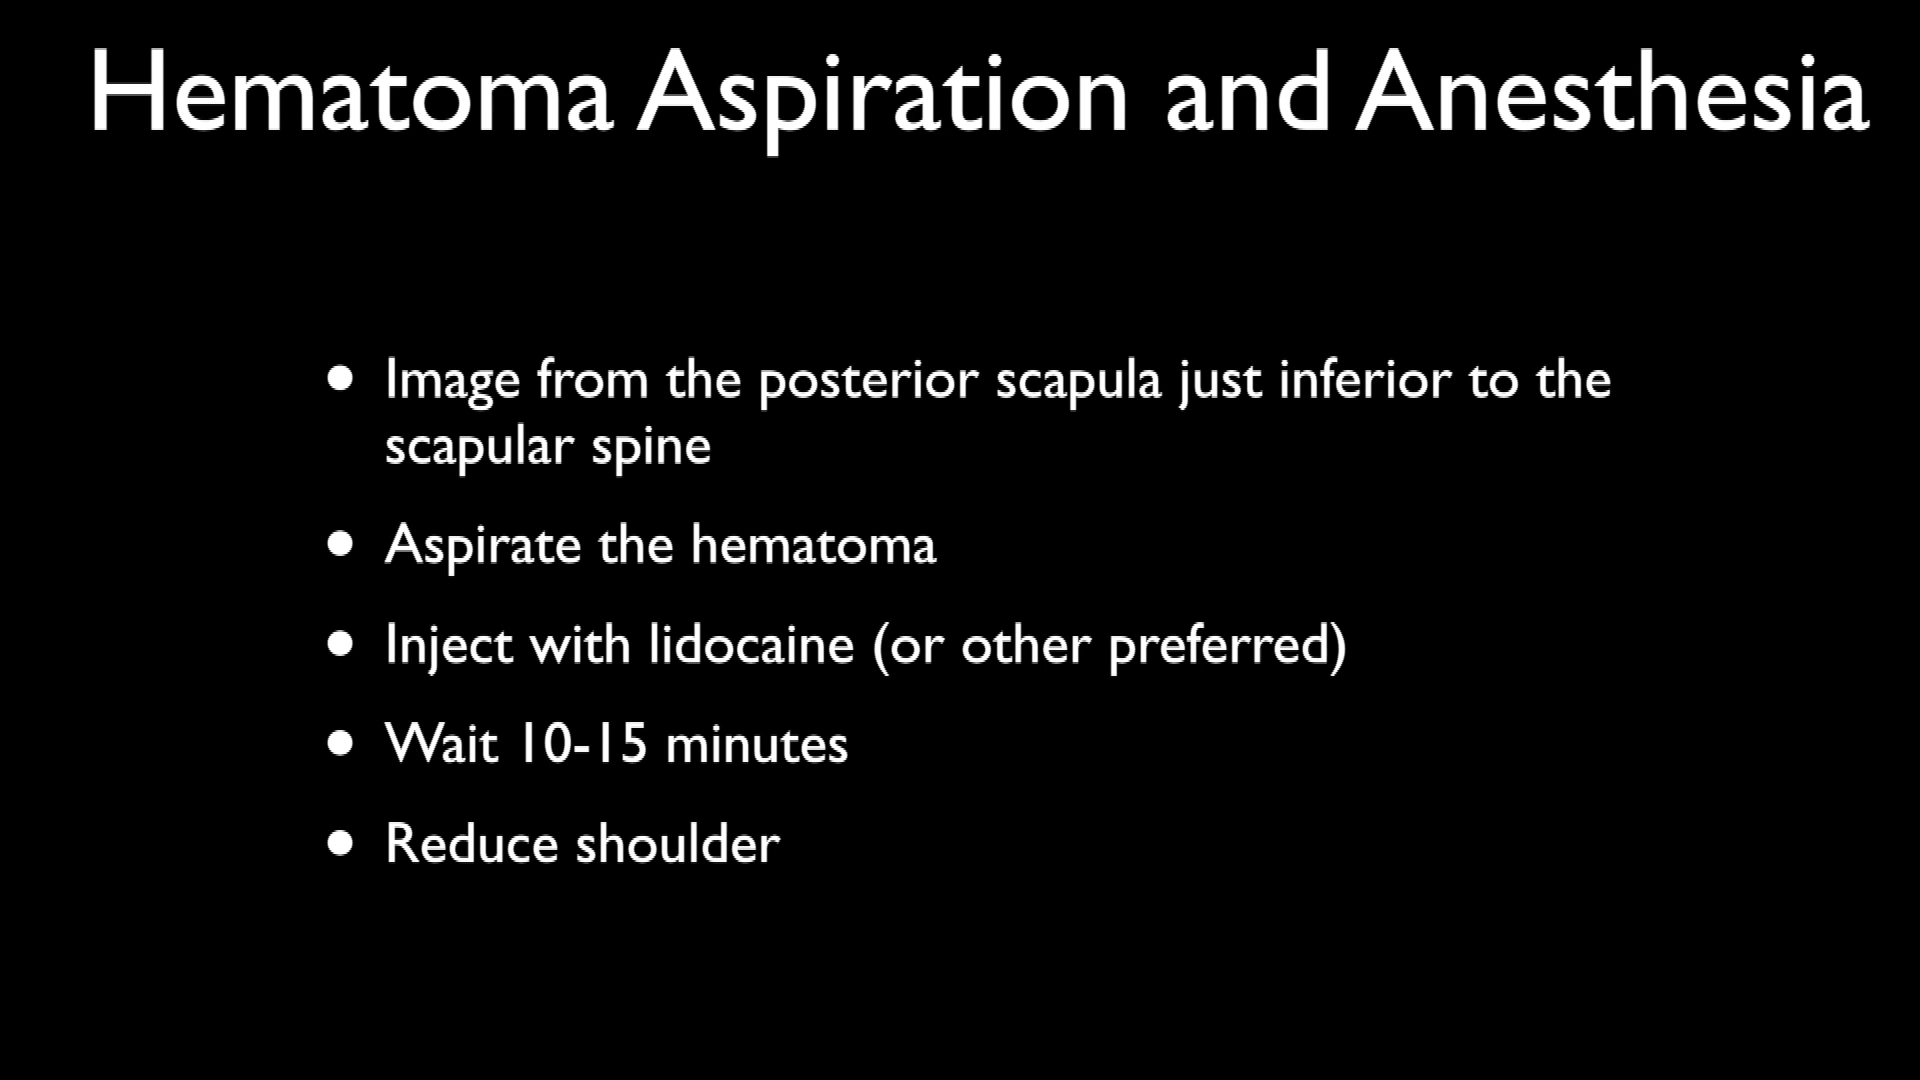 Hematoma Aspiration and Anesthesia
• Image from the posterior scapula just inferior to the
scapular spine
• Aspirate the hematoma
• Inject with lidocaine (or other preferred)
• Wait 10-15 minutes
• Reduce shoulder